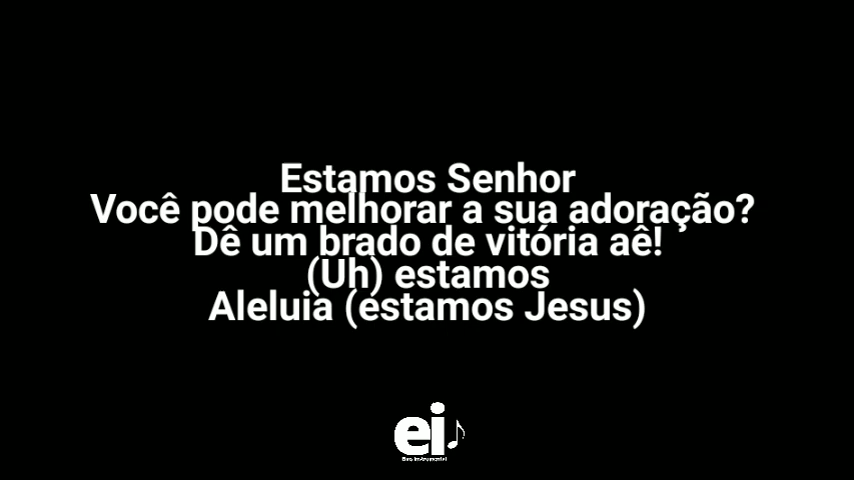 Estamos Senhor
Você pode melhorar a sua adoração?
Dê um brado de vitória aê!
(Uh) estamos
Aleluia (estamos Jesus)
ei